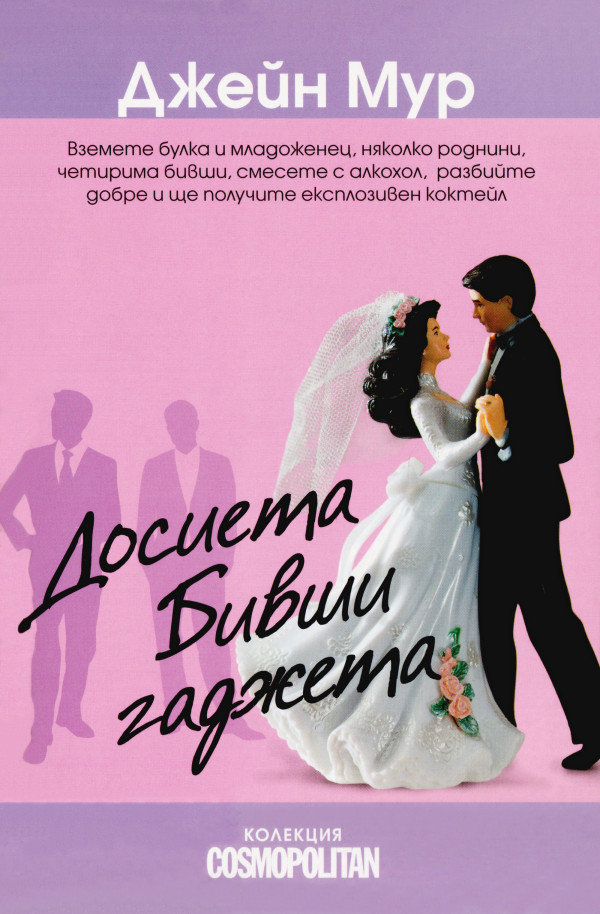 Джейн Мур
Вземете булка и младоженец, няколко роднини,
четирима бивши, смесете с алкохол, разбийте
добре и ще получите експлозивен коктейл
Досиета
Бивши
гаджета
КОЛЕКЦИЯ
COSMOPOLITAN